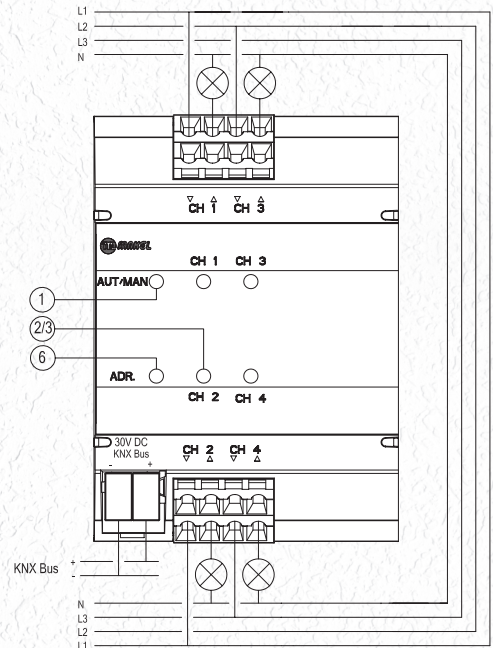 L1
L2
L3
N
▽ △ ▽ △
CH 1 CH 3
MAKEL
CH 1 CH 3
1
AUT/MAN
2/3
6
ADR.
CH 2 CH 4
30V DC
KNX Bus
- +
CH 2 CH 4
▽ △ ▽ △
KNX Bus
+
-
N
L3
L2
L1